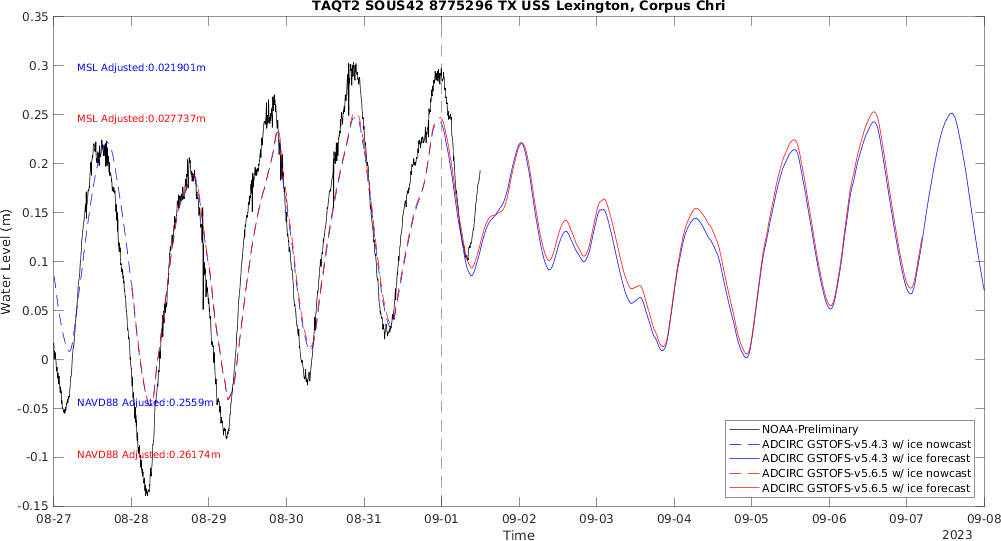 TAQT2 SOUS42 8775296 TX USS Lexington, Corpus Chri
0.35
0.3
0.25
0.2
0.15
0.1
0.05
0
-0.05
-0.1
-0.15
Water Level (m)
MSL Adjusted:0.021901m
MSL Adjusted:0.027737m
NAVD88 Adjusted:0.2559m
NAVD88 Adjusted:0.26174m
NOAA-Preliminary
ADCIRC GSTOFS-v5.4.3 w/ ice nowcast
ADCIRC GSTOFS-v5.4.3 w/ ice forecast
ADCIRC GSTOFS-v5.6.5 w/ ice nowcast
ADCIRC GSTOFS-v5.6.5 w/ ice forecast
08-27 08-28 08-29 08-30 08-31 09-01 09-02 09-03 09-04 09-05 09-06 09-07 09-08
Time
2023